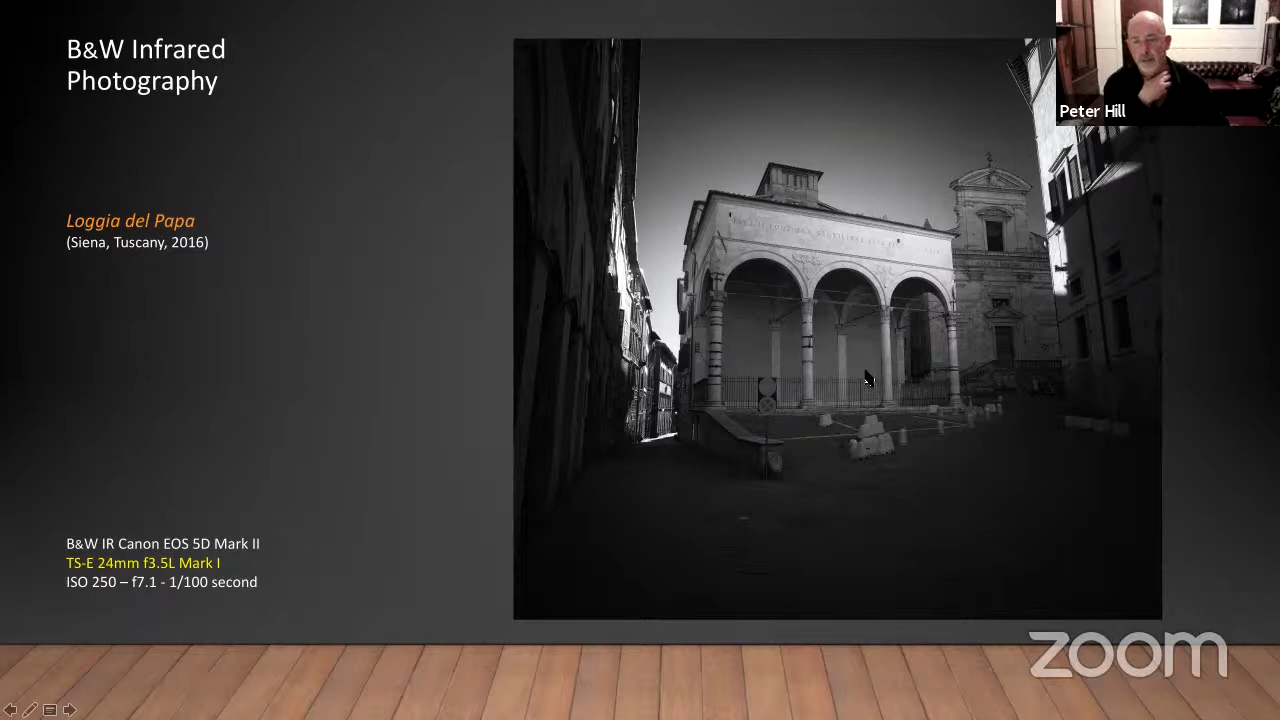 B&W Infrared
Photography
Peter Hill
Loggia del Papa
(Siena, Tuscany, 2016)
B&W IR Canon EOS 5D Mark II
TS-E 24mm f3.5L Mark I
ISO 250 – f7.1 - 1/100 second
zoom